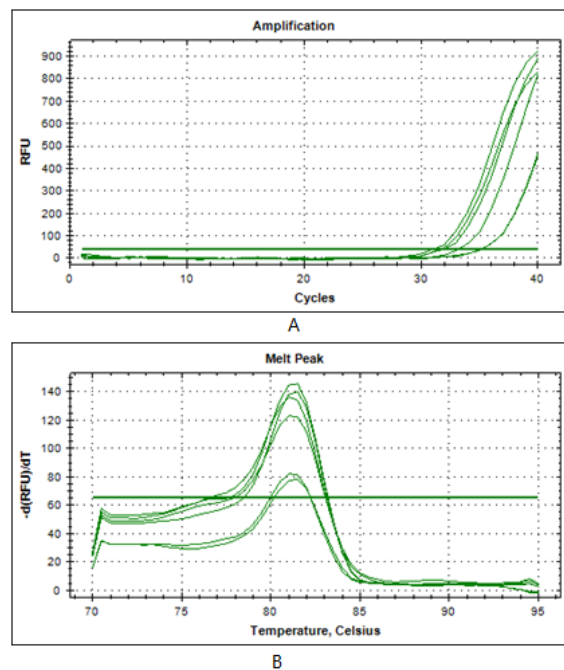 Amplification
900
800
700
600
500
400
300
200
100
0
RFU
0 10 20 30 40
Cycles
A
Melt Peak
140
120
100
80
60
40
20
0
-d(RFU)/dT
70 75 80 85 90 95
Temperature, Celsius
B